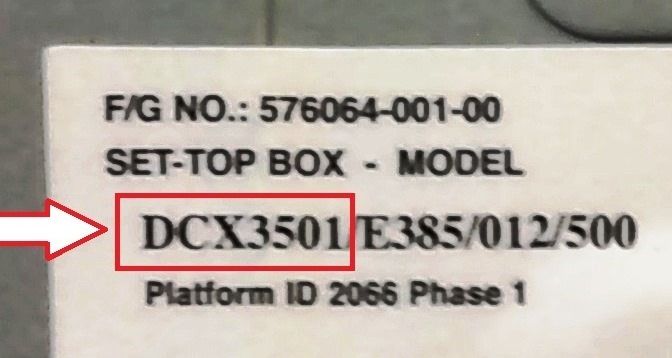 F/G NO.: 576064-001-00
SET-TOP BOX - MODEL
DCX3501/E385/012/500
Platform ID 2066 Phase 1